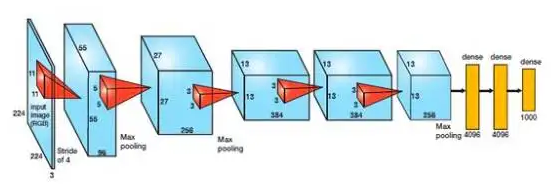 11
11
input
image
(RGB)
224
224
3
Stride
of 4
55
5
5
55
96
Max
pooling
27
27
3
3
256
Max
pooling
13
13
3
3
384
13
13
3
3
384
13
13
256
Max
pooling
dense
4096
dense
4096
dense
1000